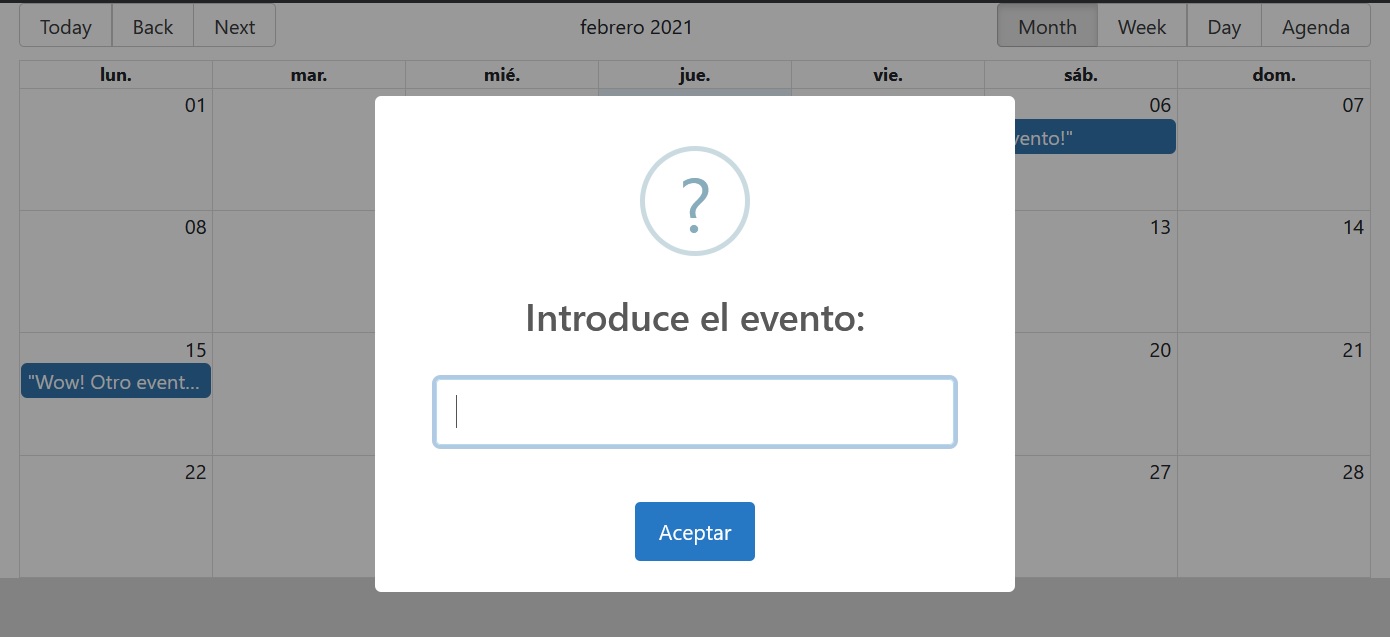 Today Back Next febrero 2021 Month Week Day Agenda
lun. mar. mié. jue. vie. sáb. dom.
01 06 07
evento!"
?
08 13 14
Introduce el evento:
15 20 21
"Wow! Otro event...
22 27 28
Aceptar